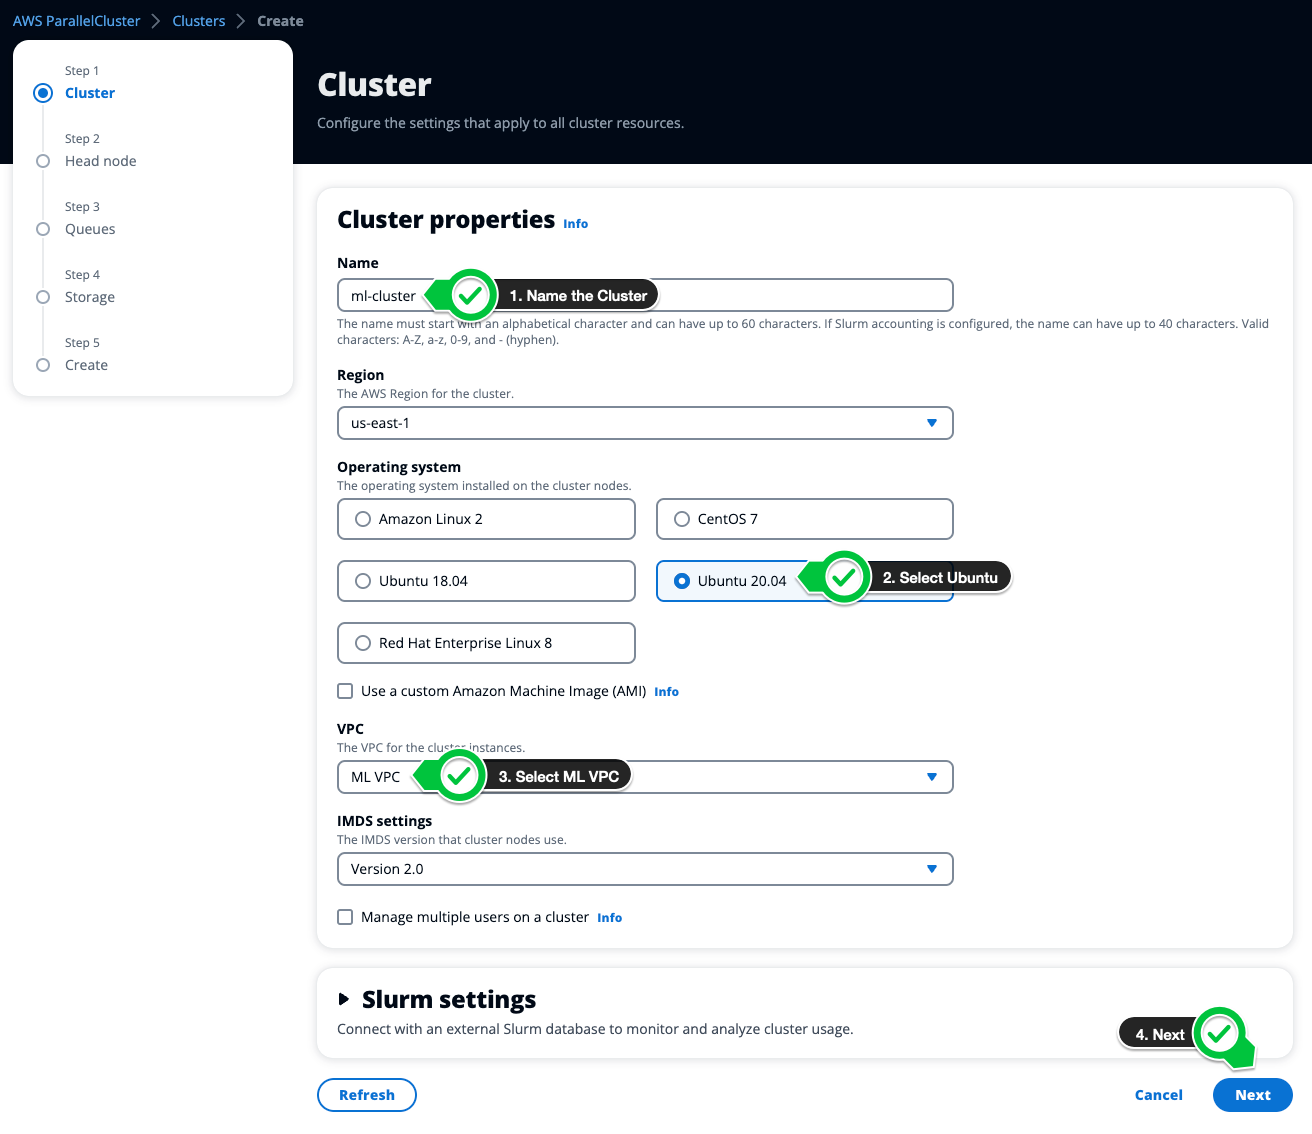 AWS ParallelCluster > Clusters > Create
Step 1
Cluster
Step 2
Head node
Step 3
Queues
Step 4
Storage
Step 5
Create
Cluster
Configure the settings that apply to all cluster resources.
Cluster properties Info
Name
ml-cluster 1. Name the Cluster
The name must start with an alphabetical character and can have up to 60 characters. If Slurm accounting is configured, the name can have up to 40 characters. Valid
characters: A-Z, a-z, 0-9, and - (hyphen).
Region
The AWS Region for the cluster.
us-east-1
Operating system
The operating system installed on the cluster nodes.
Amazon Linux 2 CentOS 7
Ubuntu 18.04 Ubuntu 20.04 2. Select Ubuntu
Red Hat Enterprise Linux 8
Use a custom Amazon Machine Image (AMI) Info
VPC
The VPC for the cluster instances.
ML VPC 3. Select ML VPC
IMDS settings
The IMDS version that cluster nodes use.
Version 2.0
Manage multiple users on a cluster Info
Slurm settings
Connect with an external Slurm database to monitor and analyze cluster usage.
4. Next
Refresh Cancel Next